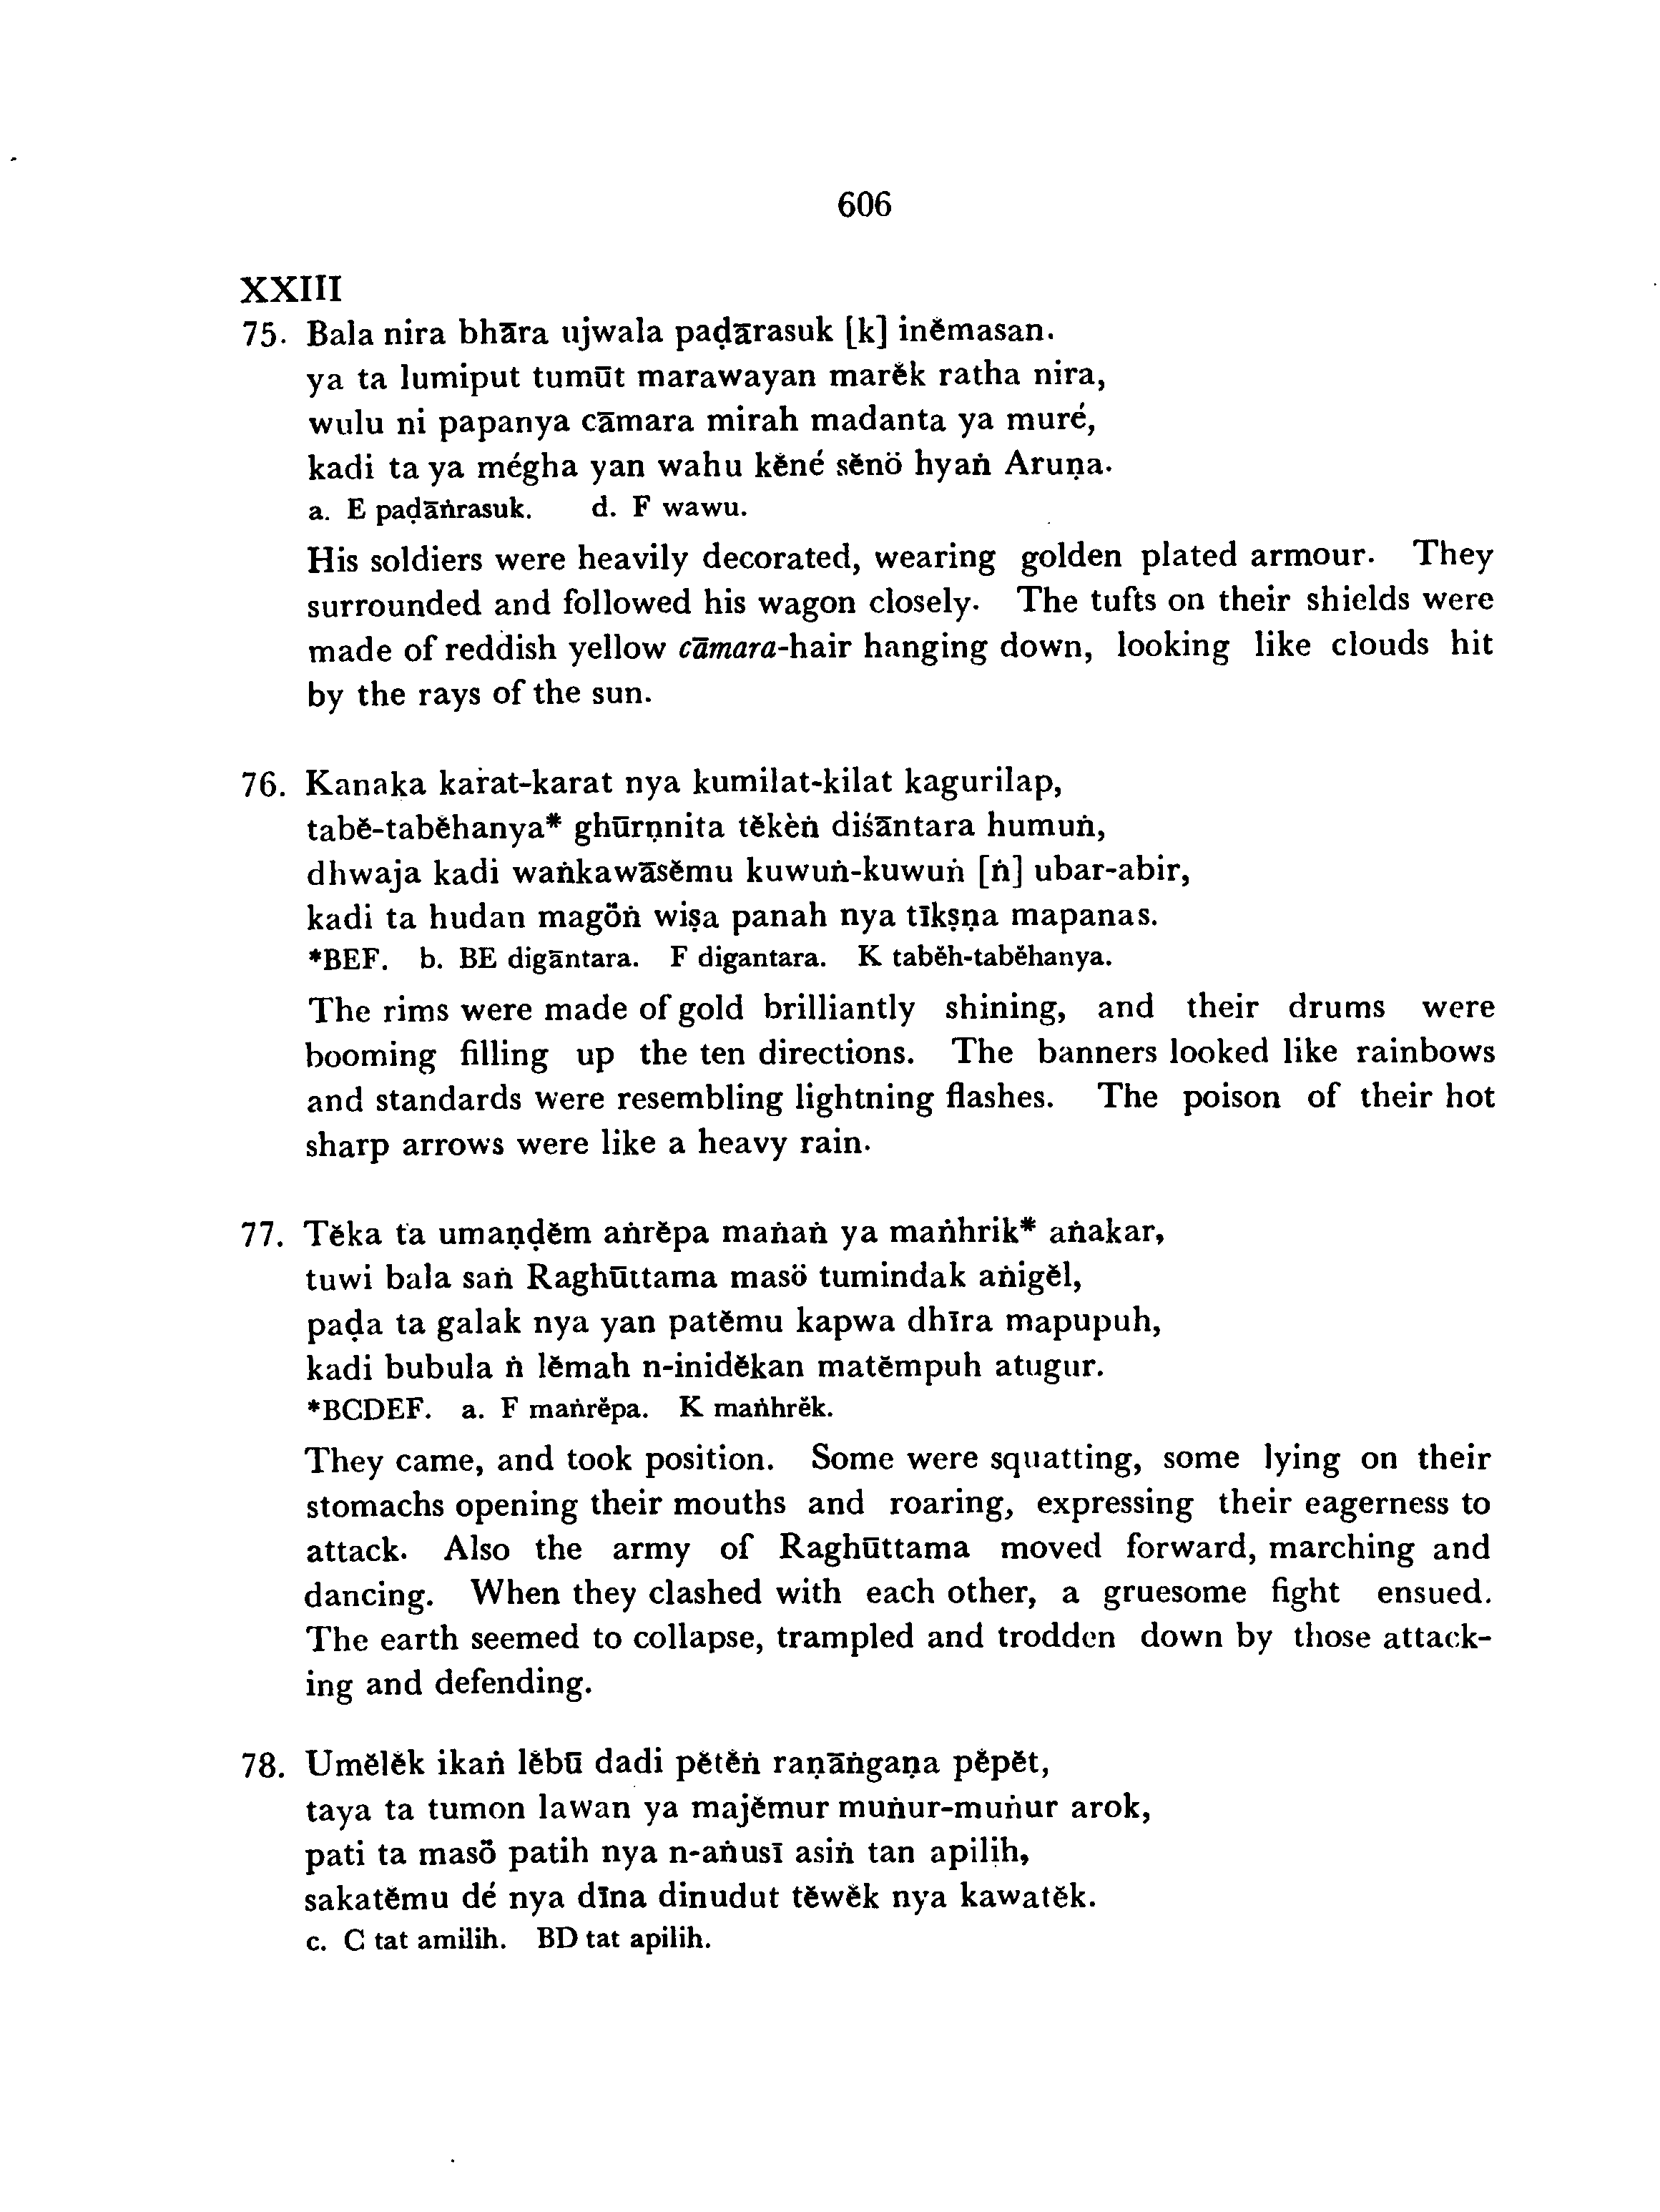 606
XXIII
75. Bala nira bhāra ujwala paḍārasuk [k] inĕmasan.
ya ta lumiput tumūt marawayan marĕk ratha nira,
wulu ni papanya cāmara mirah madanta ya muré,
kadi ta ya mégha yan wahu kĕné sĕnö hyaṅ Aruṇa.
a. E paḍāṅrasuk. d. F wawu.
His soldiers were heavily decorated, wearing golden plated armour. They
surrounded and followed his wagon closely. The tufts on their shields were
made of reddish yellow cāmara-hair hanging down, looking like clouds hit
by the rays of the sun.
76. Kanaka karat-karat nya kumilat-kilat kagurilap,
tabĕ-tabĕhanya* ghūrṇnita tĕkèṅ diśāntara humuṅ,
dhwaja kadi waṅkawāsĕmu kuwuṅ-kuwuṅ [ṅ] ubar-abir,
kadi ta hudan magöṅ wiṣa panah nya tīkṣṇa mapanas.
*BEF. b. BE digāntara. F digantara. K tabĕh-tabĕhanya.
The rims were made of gold brilliantly shining, and their drums were
booming filling up the ten directions. The banners looked like rainbows
and standards were resembling lightning flashes. The poison of their hot
sharp arrows were like a heavy rain.
77. Tĕka ta umaṇḍĕm aṅrĕpa maṅaṅ ya maṅhrik* aṅakar,
tuwi bala saṅ Raghūttama masö tumindak aṅigĕl,
paḍa ta galak nya yan patĕmu kapwa dhīra mapupuh,
kadi bubula ṅ lĕmah n-inidĕkan matĕmpuh atugur.
*BCDEF. a. F maṅrĕpa. K maṅhrĕk.
They came, and took position. Some were squatting, some lying on their
stomachs opening their mouths and roaring, expressing their eagerness to
attack. Also the army of Raghūttama moved forward, marching and
dancing. When they clashed with each other, a gruesome fight ensued.
The earth seemed to collapse, trampled and trodden down by those attack-
ing and defending.
78. Umĕlĕk ikaṅ lĕbū dadi pĕtĕṅ raṇāṅgaṇa pĕpĕt,
taya ta tumon lawan ya majĕmur muṅur-muṅur arok,
pati ta masö patih nya n-aṅusī asiṅ tan apilih,
sakatĕmu dé nya dīna dinudut tĕwĕk nya kawatĕk.
c. C tat amilih. BD tat apilih.